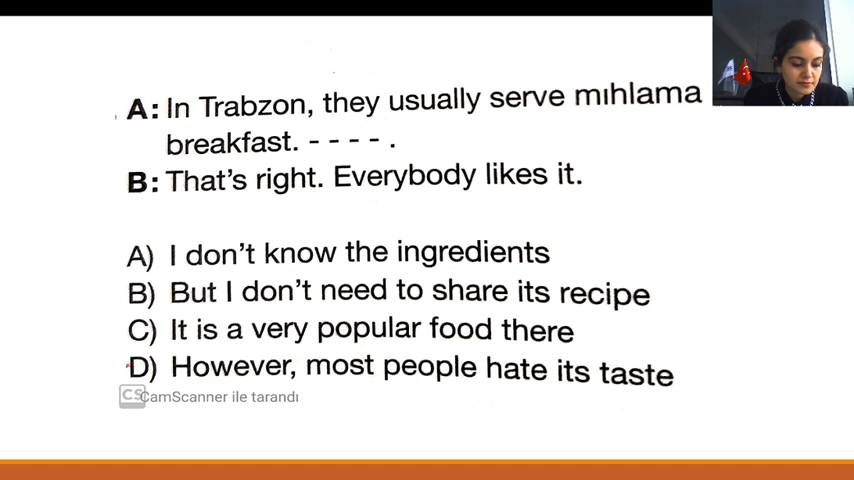 A: In Trabzon, they usually serve mıhlama
breakfast. - - - - .
B: That's right. Everybody likes it.
A) I don't know the ingredients
B) But I don't need to share its recipe
C) It is a very popular food there
D) However, most people hate its taste
CS CamScanner ile tarandı